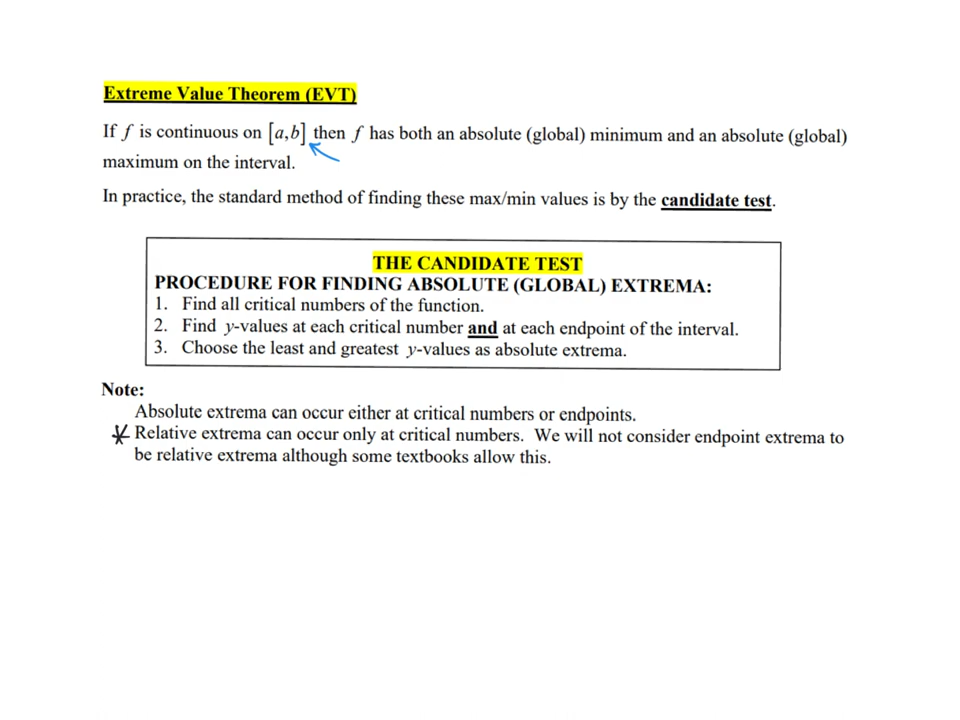 Extreme Value Theorem (EVT)
If f is continuous on [a,b] then f has both an absolute (global) minimum and an absolute (global)
maximum on the interval.
In practice, the standard method of finding these max/min values is by the candidate test.
THE CANDIDATE TEST
PROCEDURE FOR FINDING ABSOLUTE (GLOBAL) EXTREMA:
1. Find all critical numbers of the function.
2. Find y-values at each critical number and at each endpoint of the interval.
3. Choose the least and greatest y-values as absolute extrema.
Note:
Absolute extrema can occur either at critical numbers or endpoints.
* Relative extrema can occur only at critical numbers. We will not consider endpoint extrema to
be relative extrema although some textbooks allow this.